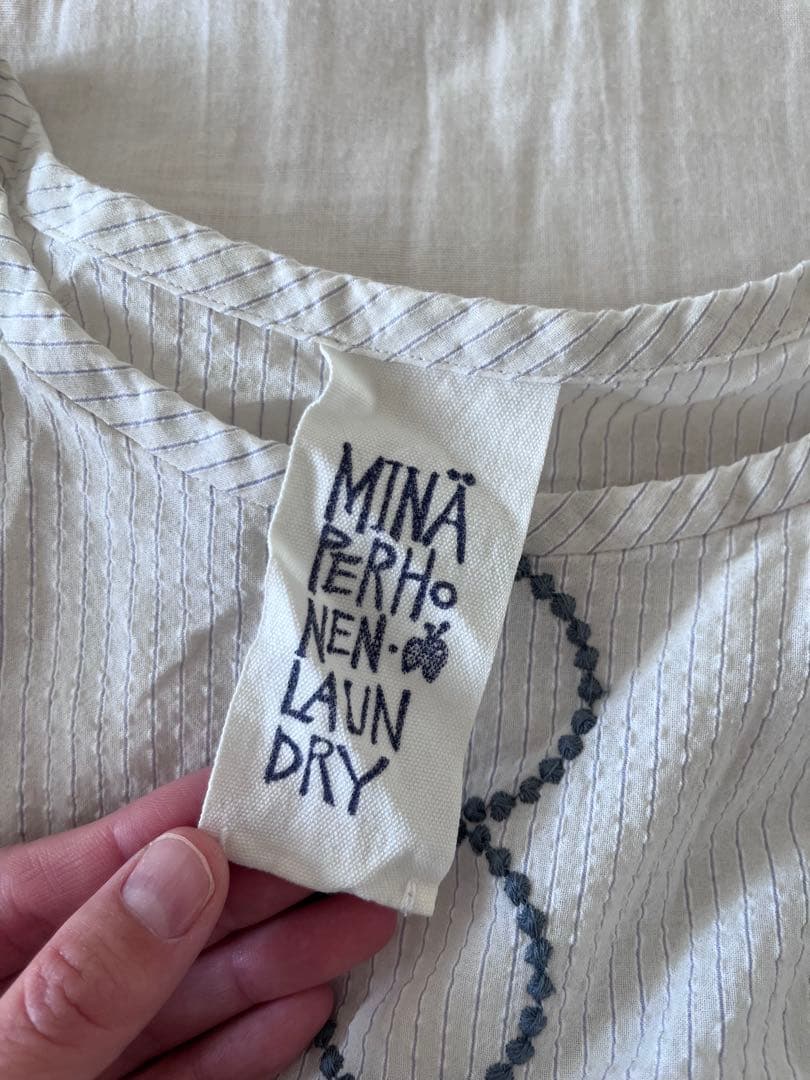 MINÄ
PERHO
NEN·
LAUN
DRY